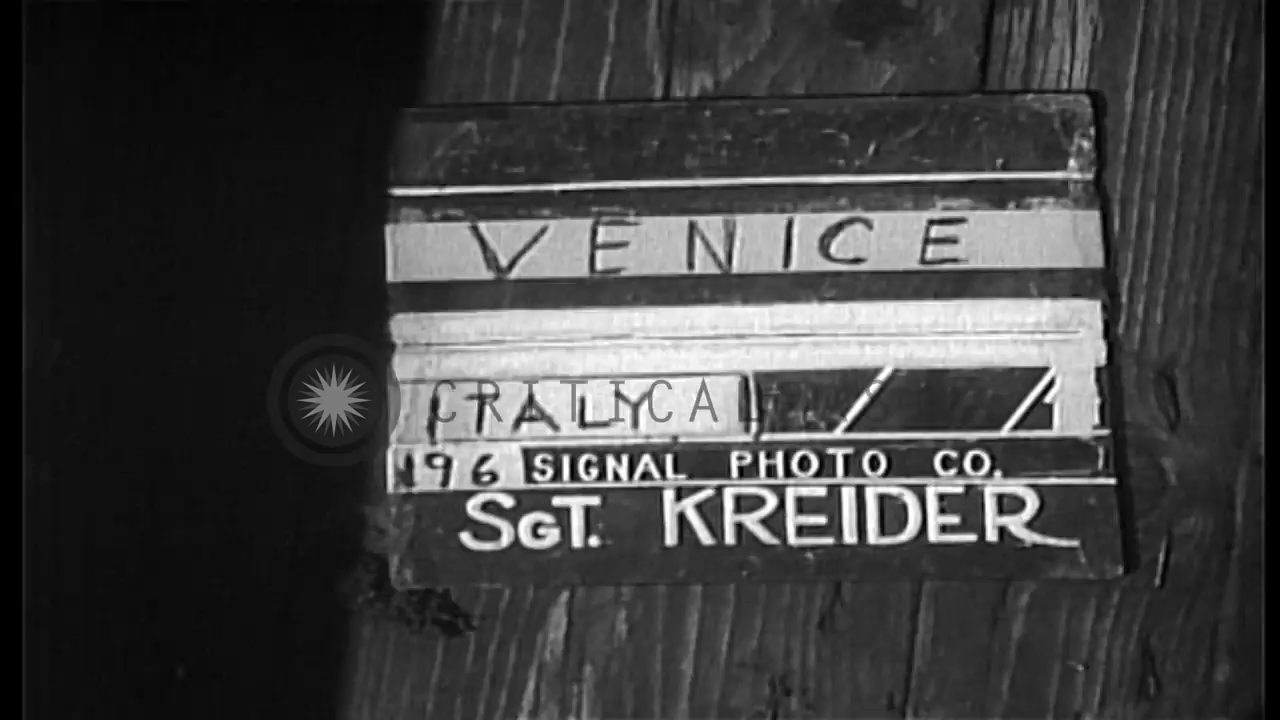 VENICE
ITALY
196 SIGNAL PHOTO CO.
SGT. KREIDER
CRITICAL